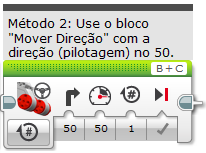 Método 2: Use o bloco
"Mover Direção" com a
direção (pilotagem) no 50.
B + C
#
#
50 50 1